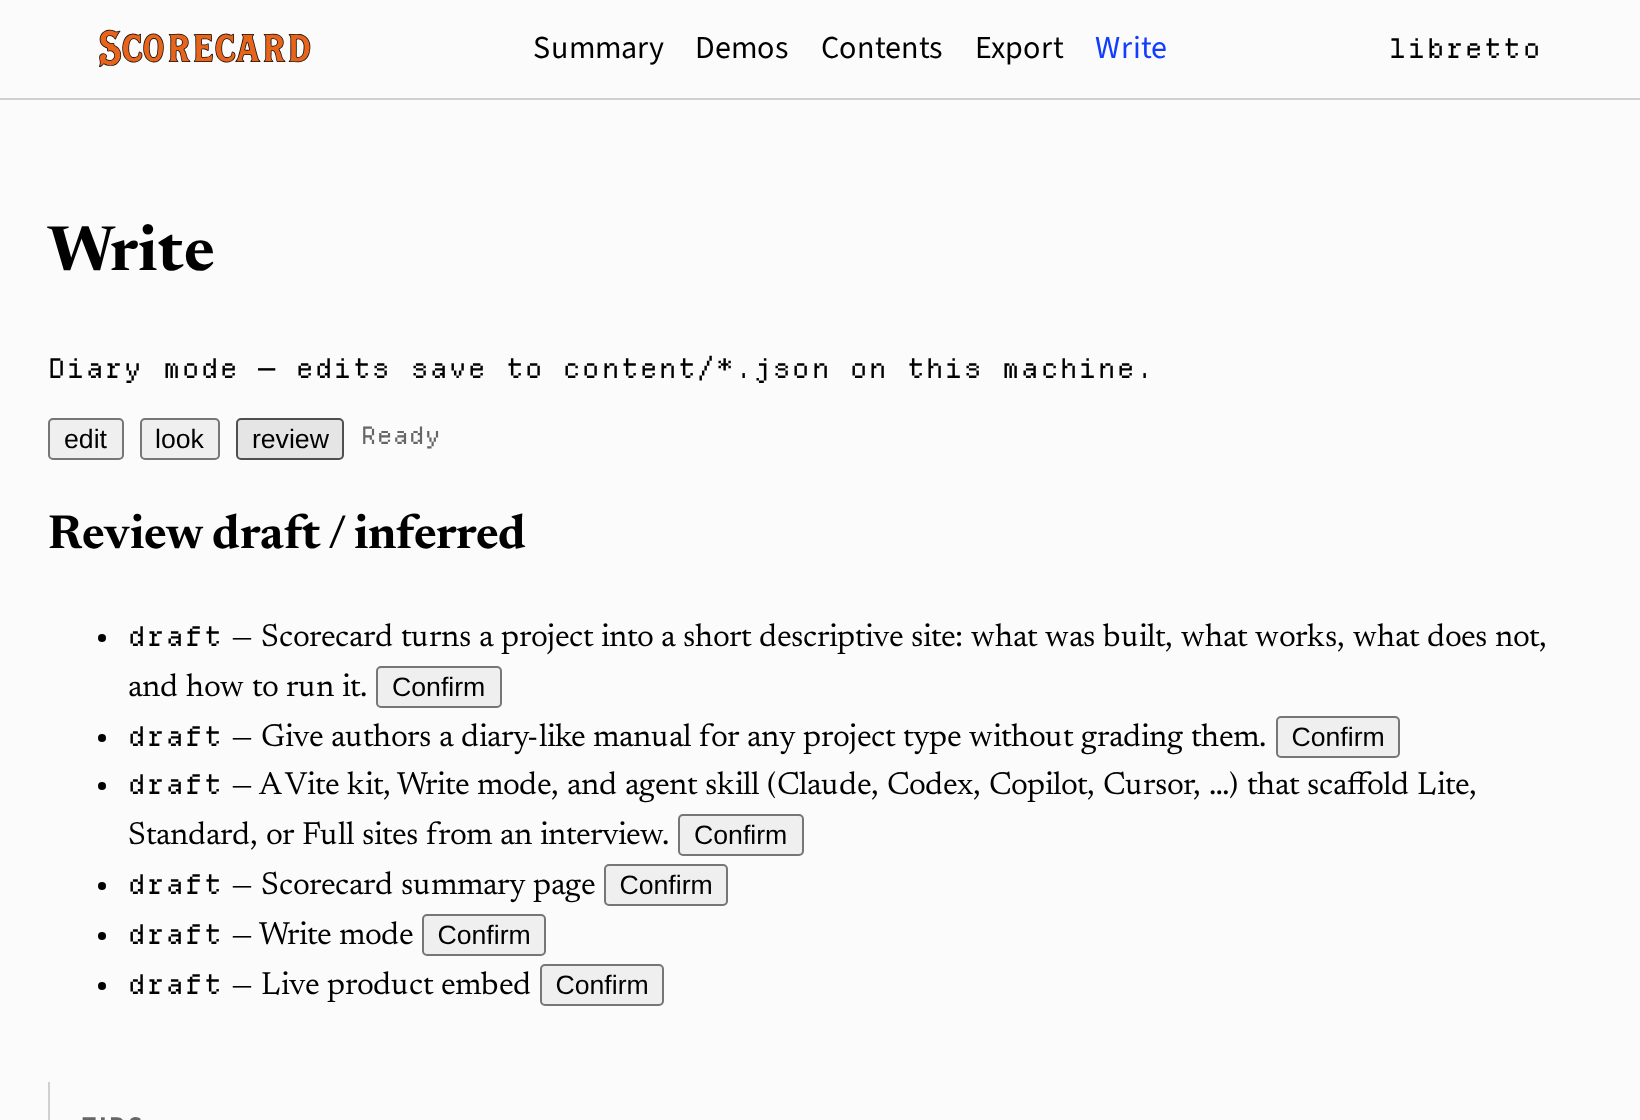 SCORECARD Summary Demos Contents Export Write libretto
Write
Diary mode — edits save to content/*.json on this machine.
edit look review Ready
Review draft / inferred
• draft — Scorecard turns a project into a short descriptive site: what was built, what works, what does not,
and how to run it. Confirm
• draft — Give authors a diary-like manual for any project type without grading them. Confirm
• draft — A Vite kit, Write mode, and agent skill (Claude, Codex, Copilot, Cursor, …) that scaffold Lite,
Standard, or Full sites from an interview. Confirm
• draft — Scorecard summary page Confirm
• draft — Write mode Confirm
• draft — Live product embed Confirm